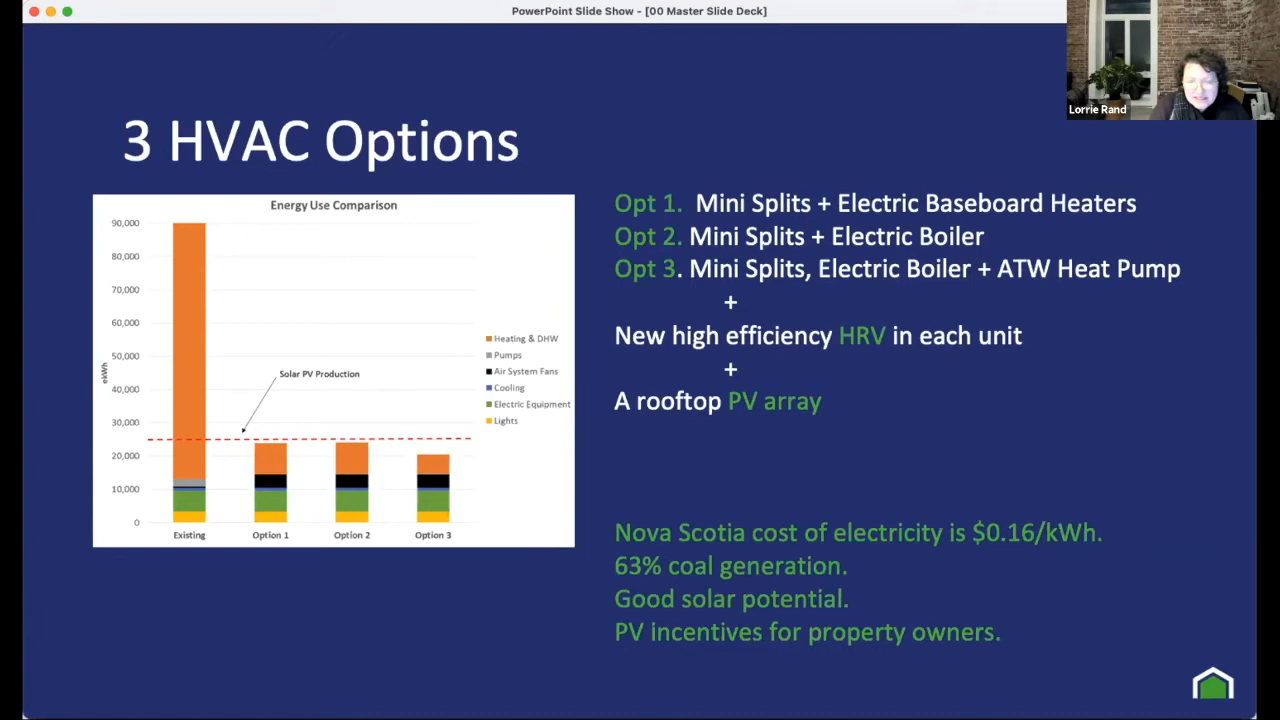 PowerPoint Slide Show - [00 Master Slide Deck]
Lorrie Rand
3 HVAC Options
Energy Use Comparison
90,000
80,000
70,000
60,000
50,000
40,000
30,000
20,000
10,000
0
ekWh
Solar PV Production
Heating & DHW
Pumps
Air System Fans
Cooling
Electric Equipment
Lights
Existing
Option 1
Option 2
Option 3
Opt 1. Mini Splits + Electric Baseboard Heaters
Opt 2. Mini Splits + Electric Boiler
Opt 3. Mini Splits, Electric Boiler + ATW Heat Pump
+
New high efficiency HRV in each unit
+
A rooftop PV array
Nova Scotia cost of electricity is $0.16/kWh.
63% coal generation.
Good solar potential.
PV incentives for property owners.